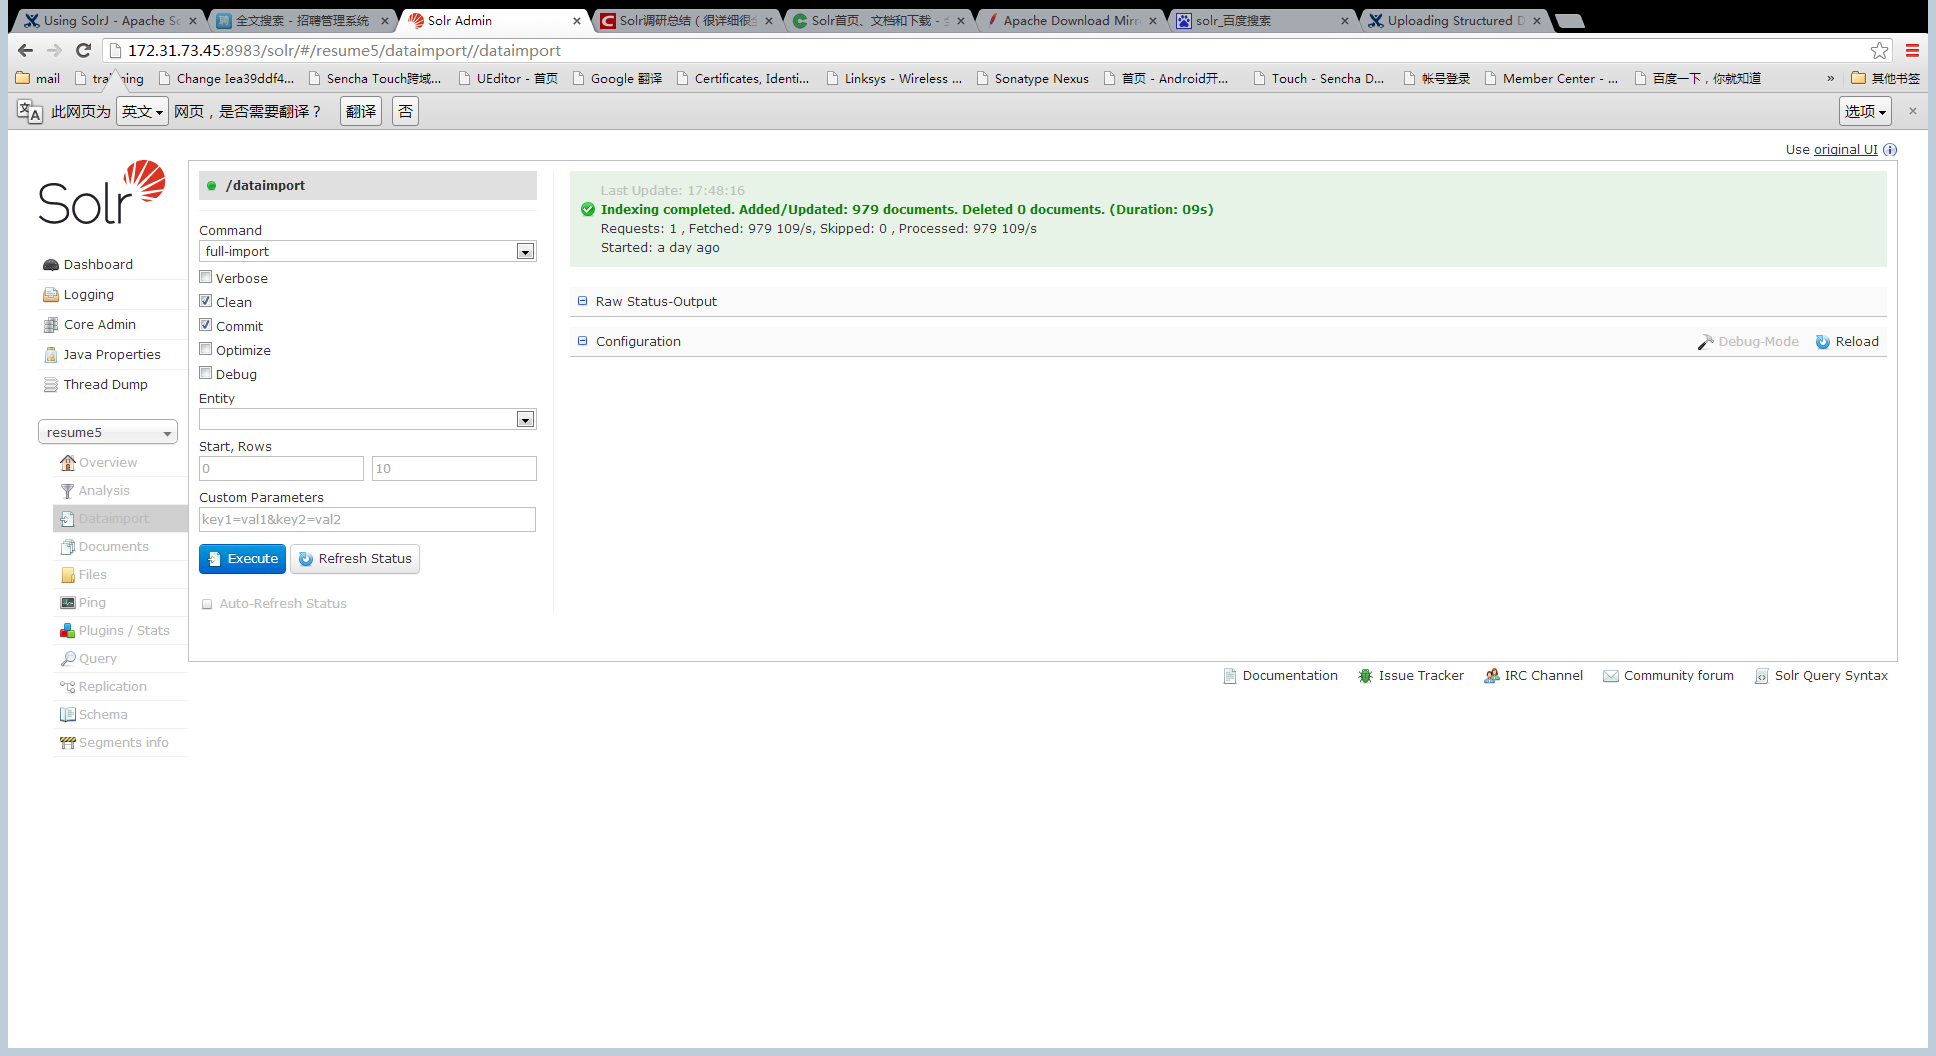 Using SolrJ - Apache So
全文搜索 - 招聘管理系统
Solr Admin
Solr调研总结（很详细很全
Solr首页、文档和下载 - 全
Apache Download Mirr
solr_百度搜索
Uploading Structured D
172.31.73.45:8983/solr/#/resume5/dataimport//dataimport
mail
training
Change Iea39ddf4...
Sencha Touch跨域...
UEditor - 首页
Google 翻译
Certificates, Identi...
Linksys - Wireless ...
Sonatype Nexus
首页 - Android开...
Touch - Sencha D...
帐号登录
Member Center - ...
百度一下，你就知道
»
其他书签
此网页为 英文 网页，是否需要翻译？ 翻译 否
选项
Use original UI
Solr
Dashboard
Logging
Core Admin
Java Properties
Thread Dump
resume5
Overview
Analysis
Dataimport
Documents
Files
Ping
Plugins / Stats
Query
Replication
Schema
Segments info
/dataimport
Command
full-import
Verbose
Clean
Commit
Optimize
Debug
Entity
Start, Rows
0
10
Custom Parameters
key1=val1&key2=val2
Execute
Refresh Status
Auto-Refresh Status
Last Update: 17:48:16
Indexing completed. Added/Updated: 979 documents. Deleted 0 documents. (Duration: 09s)
Requests: 1 , Fetched: 979 109/s, Skipped: 0 , Processed: 979 109/s
Started: a day ago
Raw Status-Output
Configuration
Debug-Mode
Reload
Documentation
Issue Tracker
IRC Channel
Community forum
Solr Query Syntax